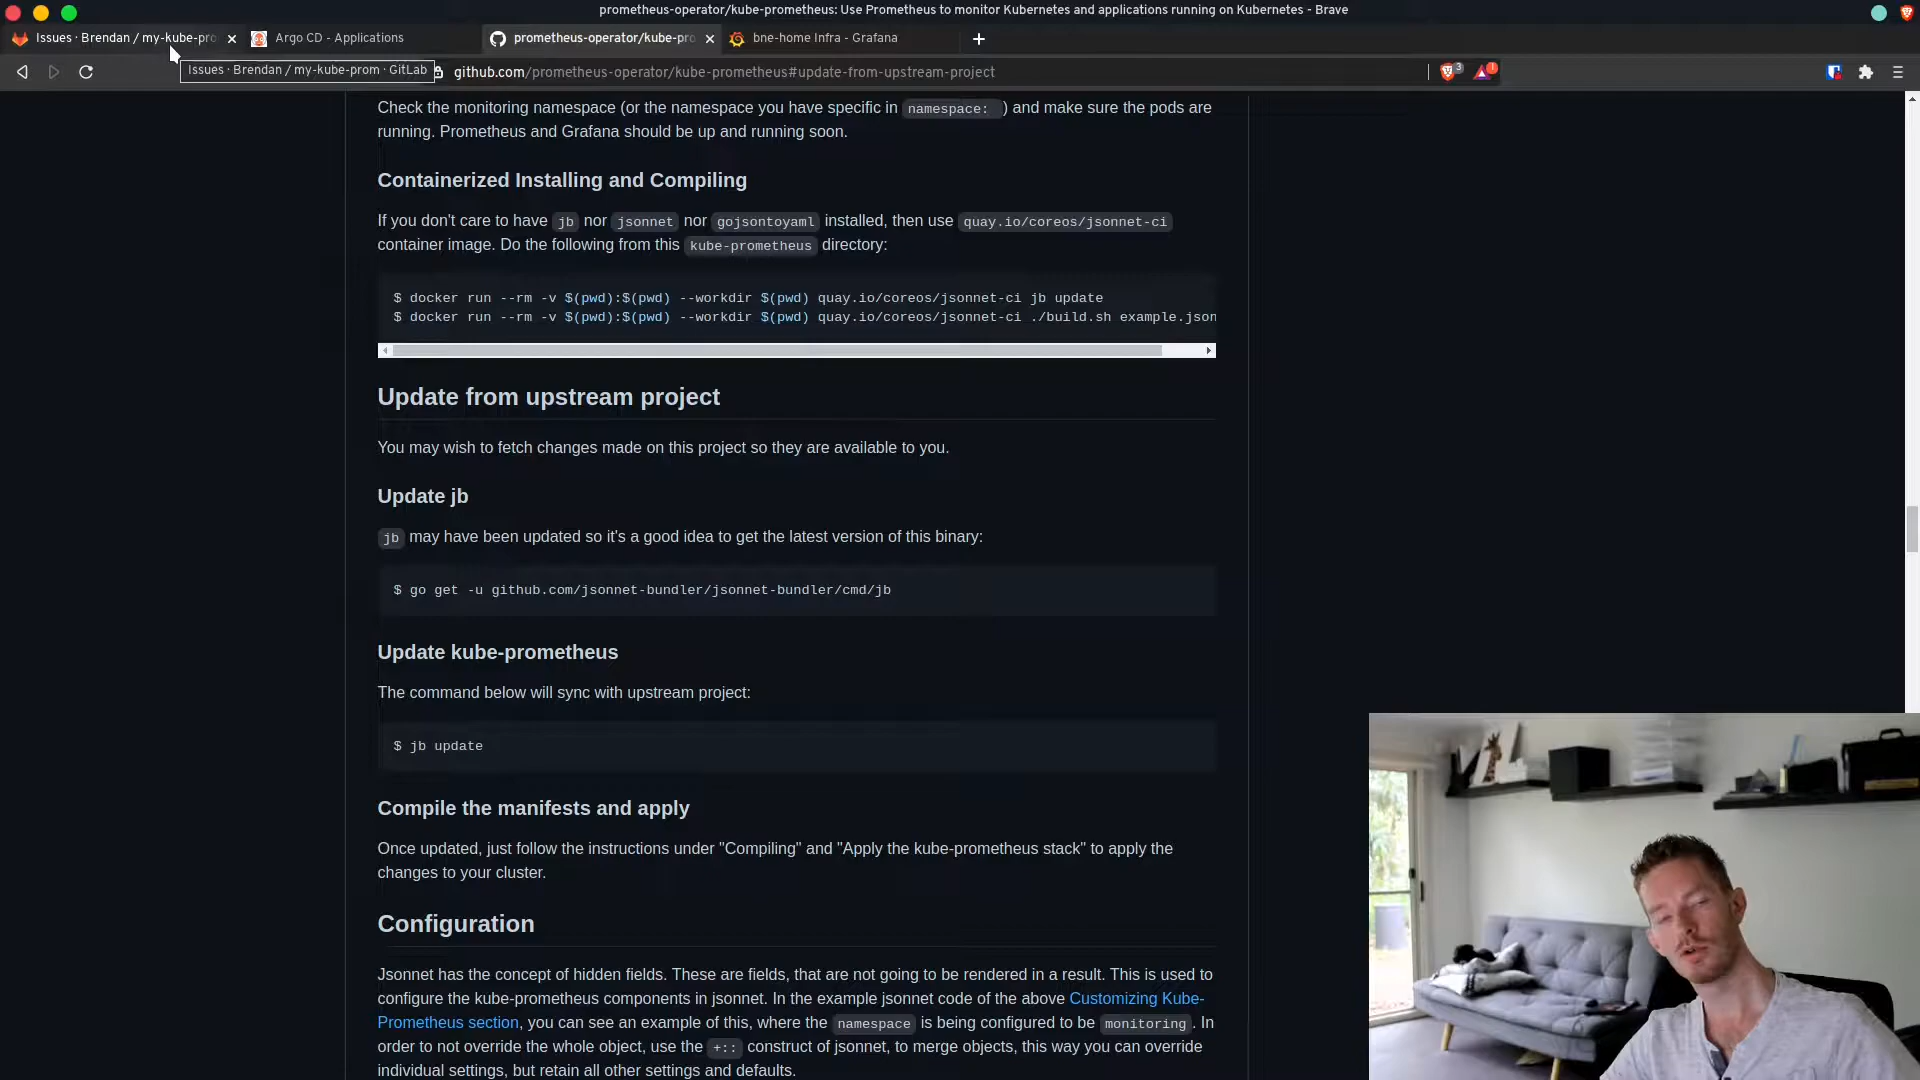 prometheus-operator/kube-prometheus: Use Prometheus to monitor Kubernetes and applications running on Kubernetes - Brave
Issues · Brendan / my-kube-pro
Argo CD - Applications
prometheus-operator/kube-pro
bne-home Infra - Grafana
Issues · Brendan / my-kube-prom · GitLab
github.com/prometheus-operator/kube-prometheus#update-from-upstream-project
3
1
Check the monitoring namespace (or the namespace you have specific in namespace: ) and make sure the pods are
running. Prometheus and Grafana should be up and running soon.
Containerized Installing and Compiling
If you don't care to have jb nor jsonnet nor gojsontoyaml installed, then use quay.io/coreos/jsonnet-ci
container image. Do the following from this kube-prometheus directory:
$ docker run --rm -v $(pwd):$(pwd) --workdir $(pwd) quay.io/coreos/jsonnet-ci jb update
$ docker run --rm -v $(pwd):$(pwd) --workdir $(pwd) quay.io/coreos/jsonnet-ci ./build.sh example.json
Update from upstream project
You may wish to fetch changes made on this project so they are available to you.
Update jb
jb may have been updated so it's a good idea to get the latest version of this binary:
$ go get -u github.com/jsonnet-bundler/jsonnet-bundler/cmd/jb
Update kube-prometheus
The command below will sync with upstream project:
$ jb update
Compile the manifests and apply
Once updated, just follow the instructions under "Compiling" and "Apply the kube-prometheus stack" to apply the
changes to your cluster.
Configuration
Jsonnet has the concept of hidden fields. These are fields, that are not going to be rendered in a result. This is used to
configure the kube-prometheus components in jsonnet. In the example jsonnet code of the above Customizing Kube-
Prometheus section, you can see an example of this, where the namespace is being configured to be monitoring . In
order to not override the whole object, use the +:: construct of jsonnet, to merge objects, this way you can override
individual settings, but retain all other settings and defaults.